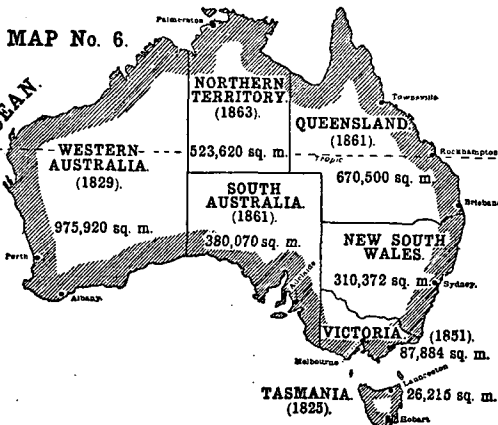 Palmerston
MAP No. 6.
CEAN.
NORTHERN
TERRITORY.
(1863).
523,620 sq. m.
Townsville
QUEENSLAND.
(1861).
Tropic
Rockhampton
670,500 sq. m.
WESTERN
AUSTRALIA.
(1829).
975,920 sq. m.
SOUTH
AUSTRALIA.
(1861).
380,070 sq. m.
Brisbane
NEW SOUTH
WALES.
310,372 sq. m.
Sydney.
Perth
Albany.
Adelaide
VICTORIA.
(1851).
87,884 sq. m.
Melbourne
Launceston
TASMANIA.
(1825).
26,215 sq. m.
Hobart